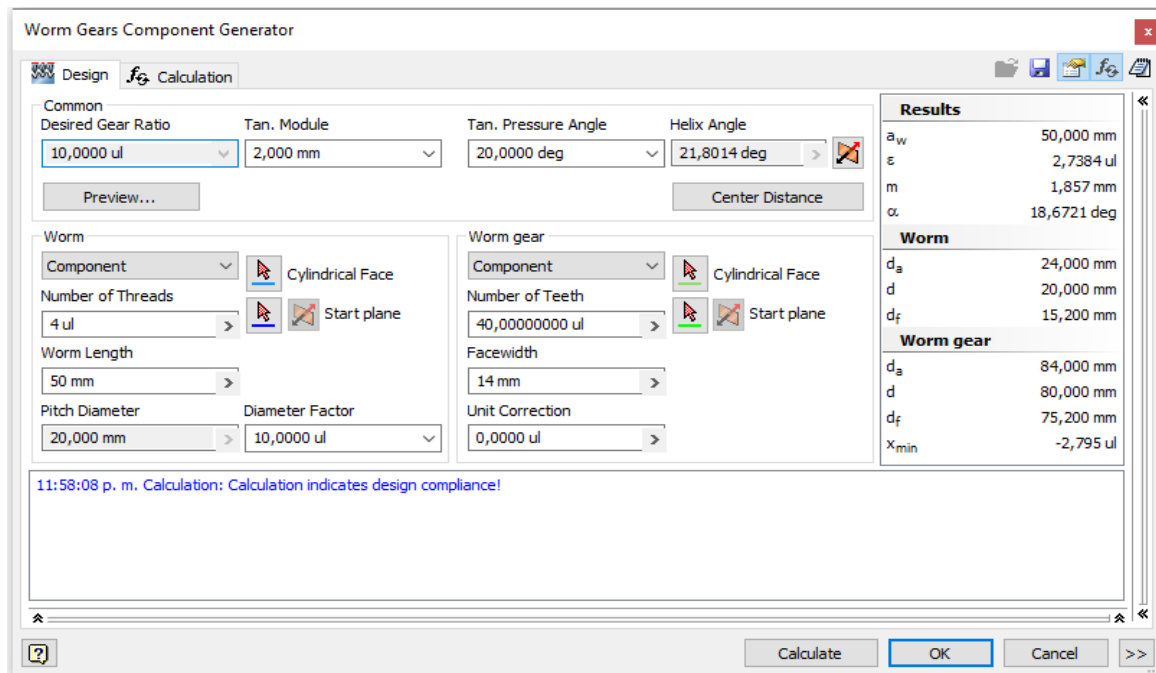 Worm Gears Component Generator
x
Design
Calculation
Common
Desired Gear Ratio Tan. Module Tan. Pressure Angle Helix Angle
10,0000 ul 2,000 mm 20,0000 deg 21,8014 deg
Preview... Center Distance
Worm
Component
Cylindrical Face
Number of Threads
Start plane
4 ul
Worm Length
50 mm
Pitch Diameter Diameter Factor
20,000 mm 10,0000 ul
Worm gear
Component
Cylindrical Face
Number of Teeth
Start plane
40,00000000 ul
Facewidth
14 mm
Unit Correction
0,0000 ul
Results
aw 50,000 mm
ε 2,7384 ul
m 1,857 mm
α 18,6721 deg
Worm
da 24,000 mm
d 20,000 mm
df 15,200 mm
Worm gear
da 84,000 mm
d 80,000 mm
df 75,200 mm
xmin -2,795 ul
11:58:08 p. m. Calculation: Calculation indicates design compliance!
? Calculate OK Cancel >>